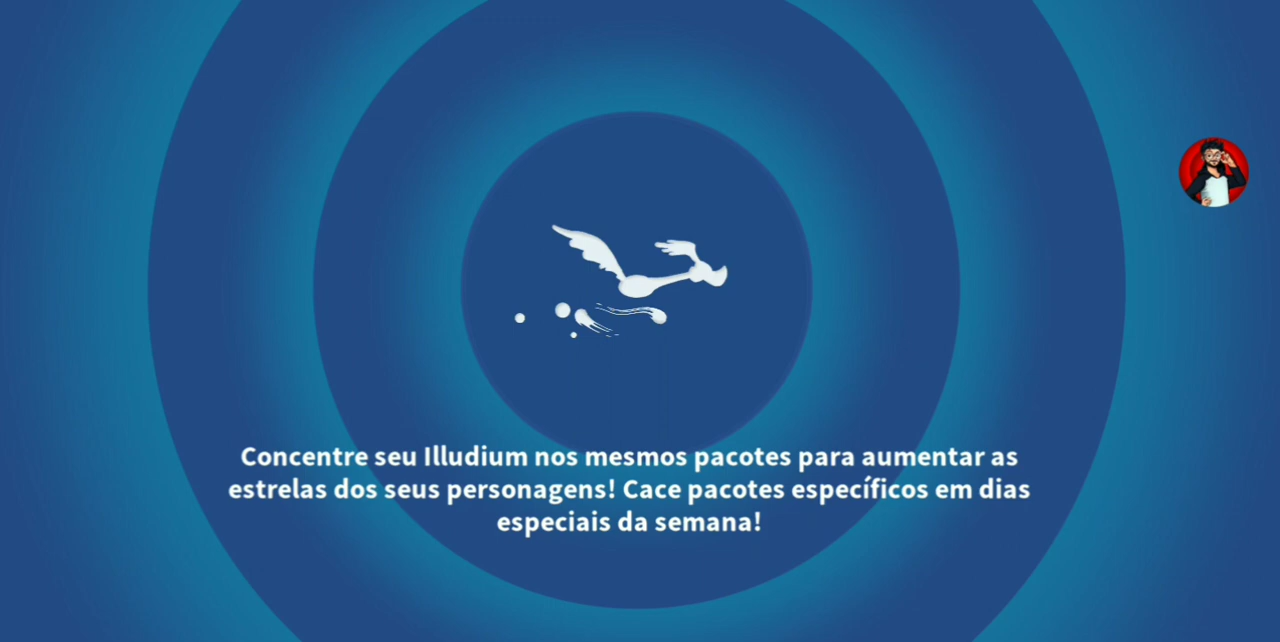 Concentre seu Illudium nos mesmos pacotes para aumentar as
estrelas dos seus personagens! Cace pacotes específicos em dias
especiais da semana!